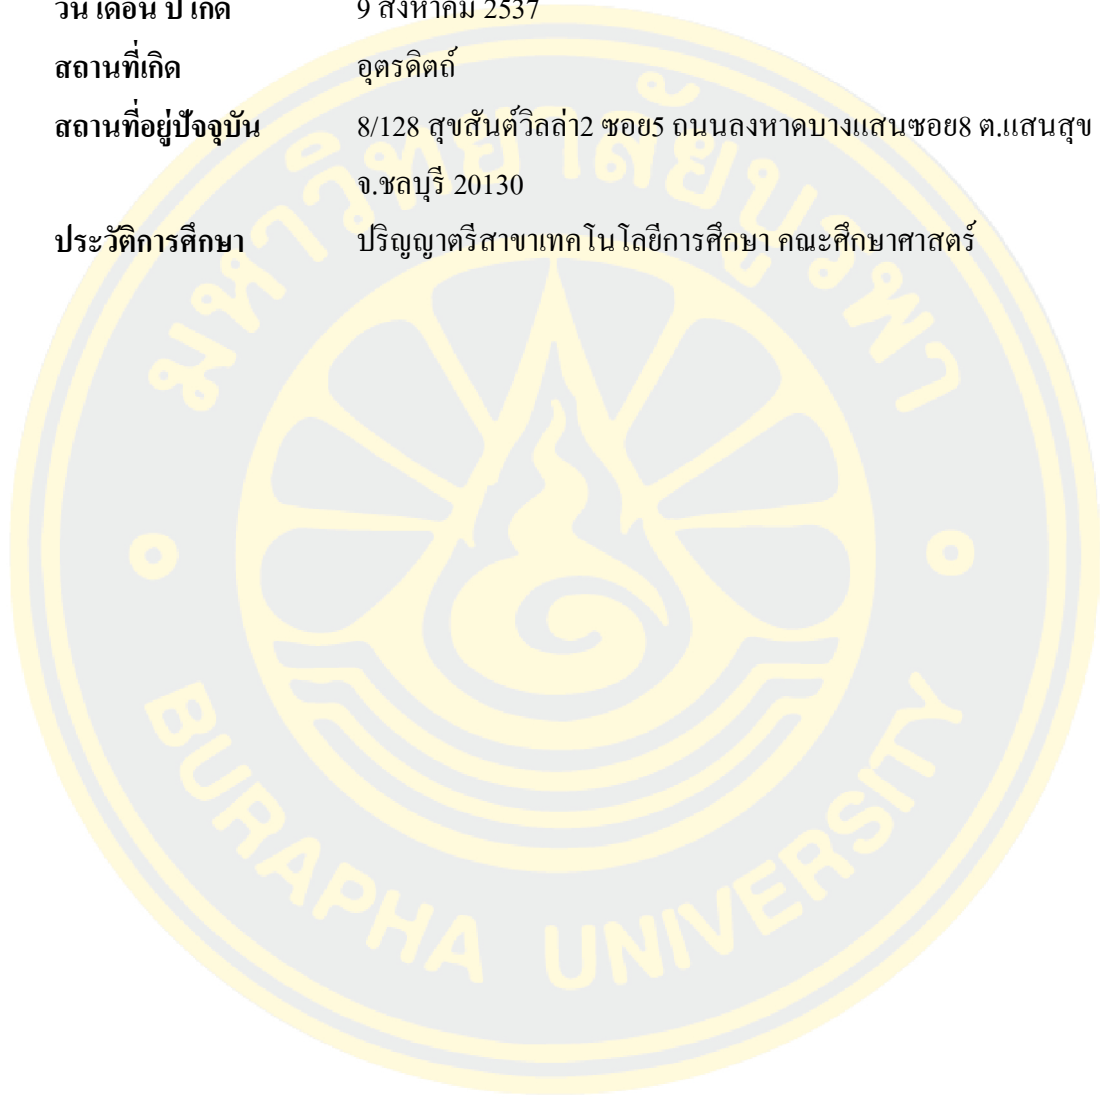 วัน เดือน ปี เกิด 9 สิงหาคม 2537
สถานที่เกิด อุตรดิตถ์
สถานที่อยู่ปัจจุบัน 8/128 สุขสันต์วิลล่า2 ซอย5 ถนนลงหาดบางแสนซอย8 ต.แสนสุข
จ.ชลบุรี 20130
ประวัติการศึกษา ปริญญาตรีสาขาเทคโนโลยีการศึกษา คณะศึกษาศาสตร์
มหาวิทยาลัยบูรพา
BURAPHA UNIVERSITY